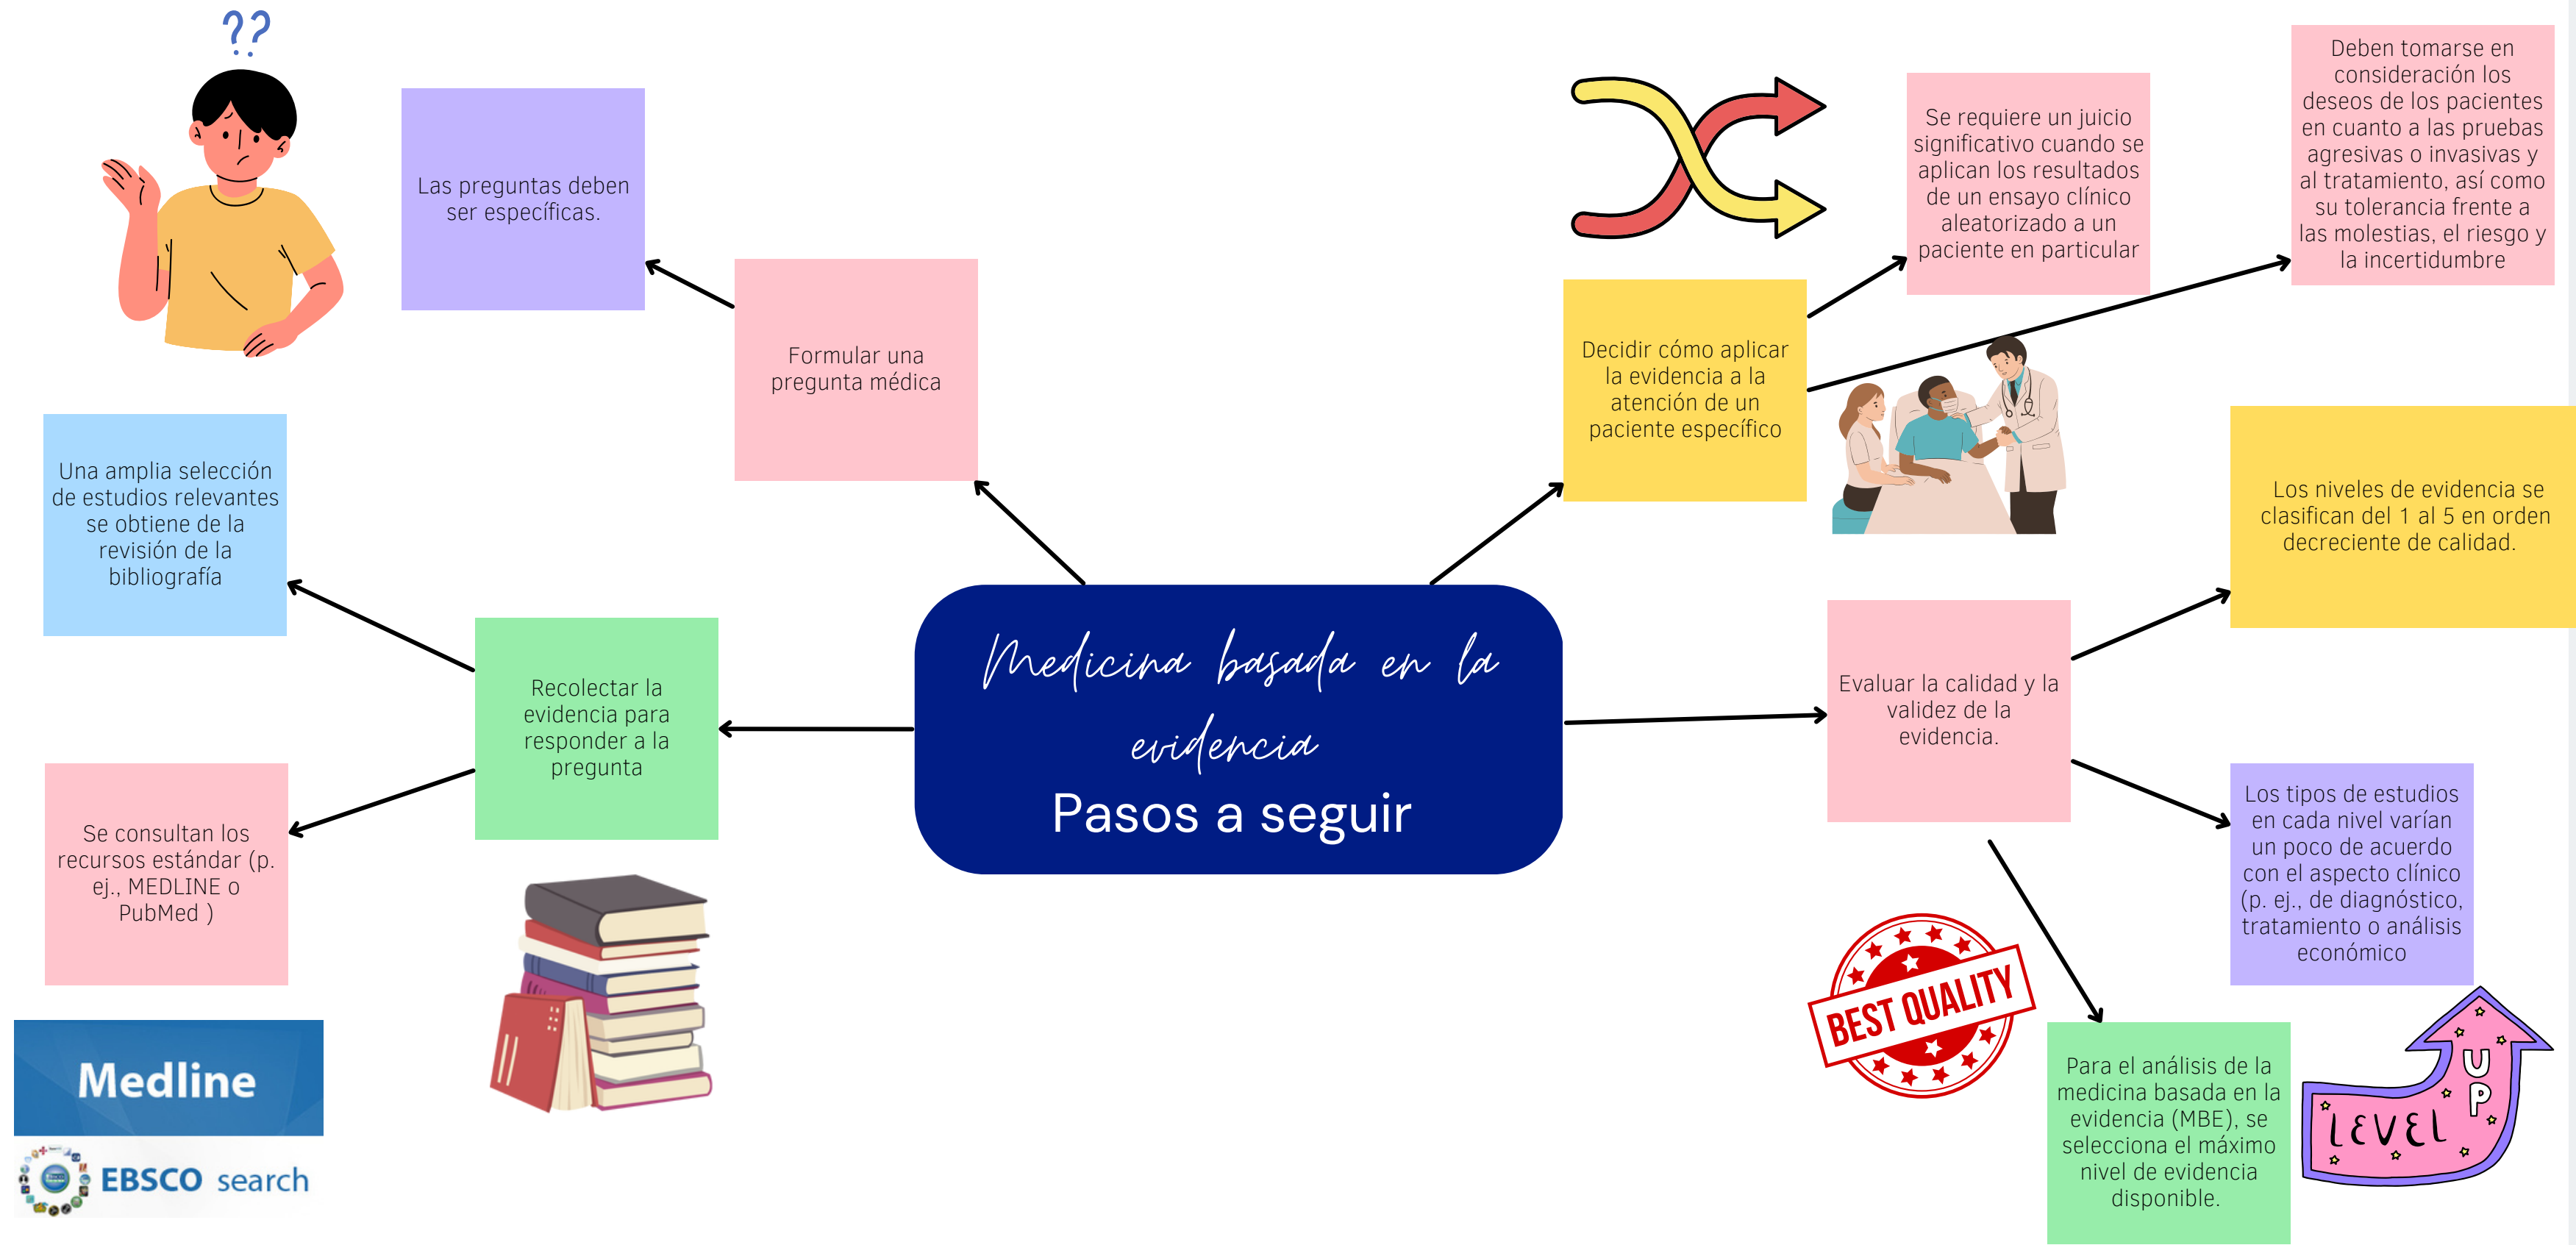 ??
Las preguntas deben
ser específicas.
Formular una
pregunta médica
Una amplia selección
de estudios relevantes
se obtiene de la
revisión de la
bibliografía
Recolectar la
evidencia para
responder a la
pregunta
Se consultan los
recursos estándar (p.
ej., MEDLINE o
PubMed )
Medline
EBSCO search
Medicina basada en la
evidencia
Pasos a seguir
Decidir cómo aplicar
la evidencia a la
atención de un
paciente específico
Se requiere un juicio
significativo cuando se
aplican los resultados
de un ensayo clínico
aleatorizado a un
paciente en particular
Deben tomarse en
consideración los
deseos de los pacientes
en cuanto a las pruebas
agresivas o invasivas y
al tratamiento, así como
su tolerancia frente a
las molestias, el riesgo y
la incertidumbre
Evaluar la calidad y la
validez de la
evidencia.
Los niveles de evidencia se
clasifican del 1 al 5 en orden
decreciente de calidad.
Los tipos de estudios
en cada nivel varían
un poco de acuerdo
con el aspecto clínico
(p. ej., de diagnóstico,
tratamiento o análisis
económico
BEST QUALITY
Para el análisis de la
medicina basada en la
evidencia (MBE), se
selecciona el máximo
nivel de evidencia
disponible.
LEVEL UP